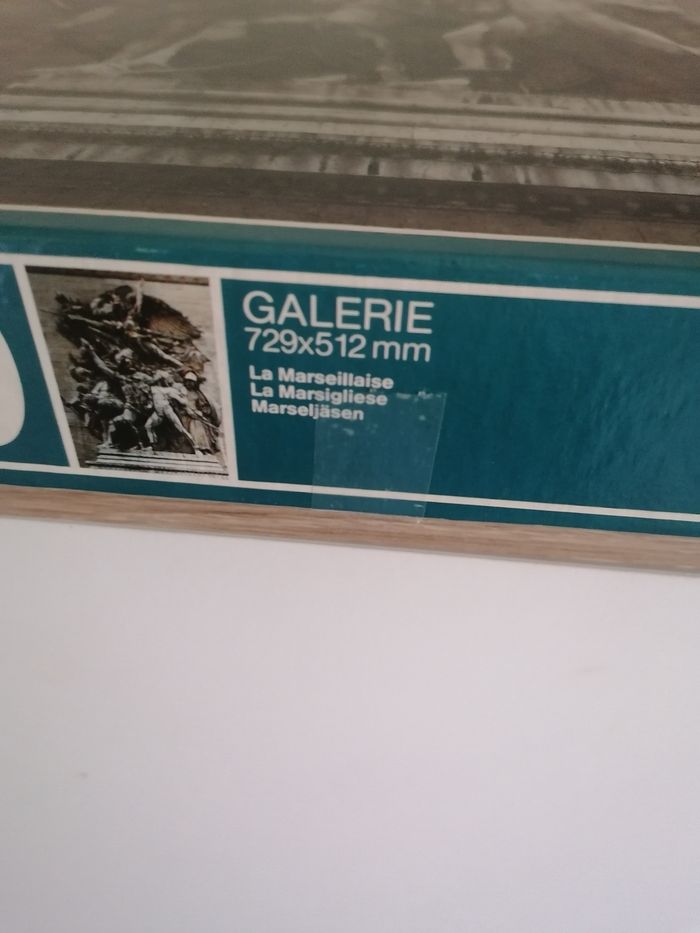 GALERIE
729x512 mm
La Marseillaise
La Marsigliese
Marseljäsen